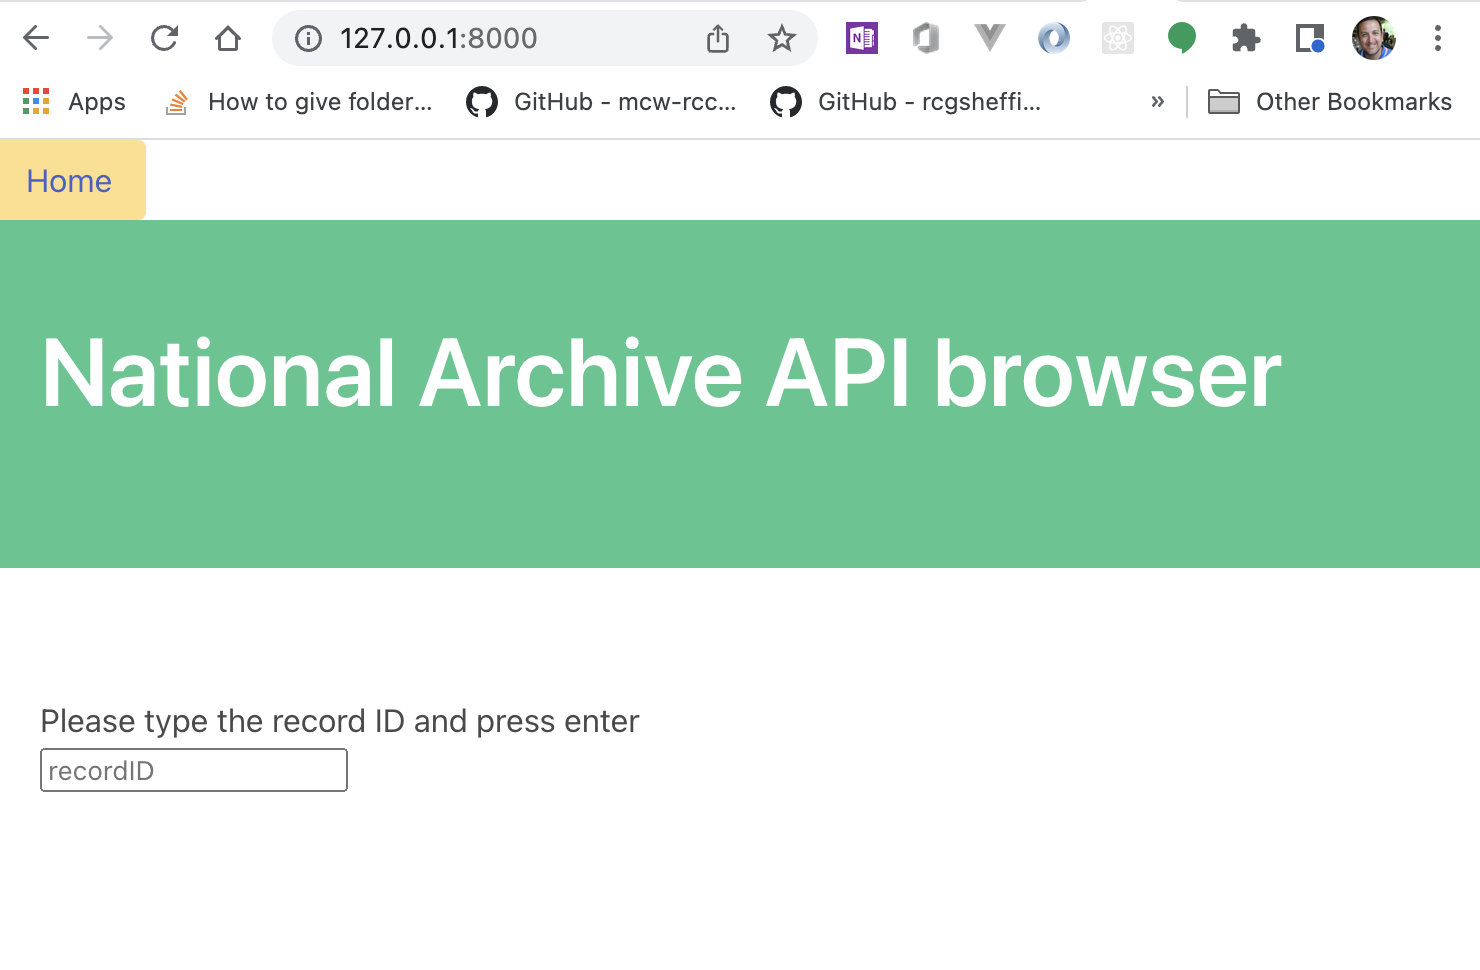 127.0.0.1:8000
N
Apps
How to give folder...
GitHub - mcw-rcc...
GitHub - rcgsheffi...
»
Other Bookmarks
Home
National Archive API browser
Please type the record ID and press enter
recordID